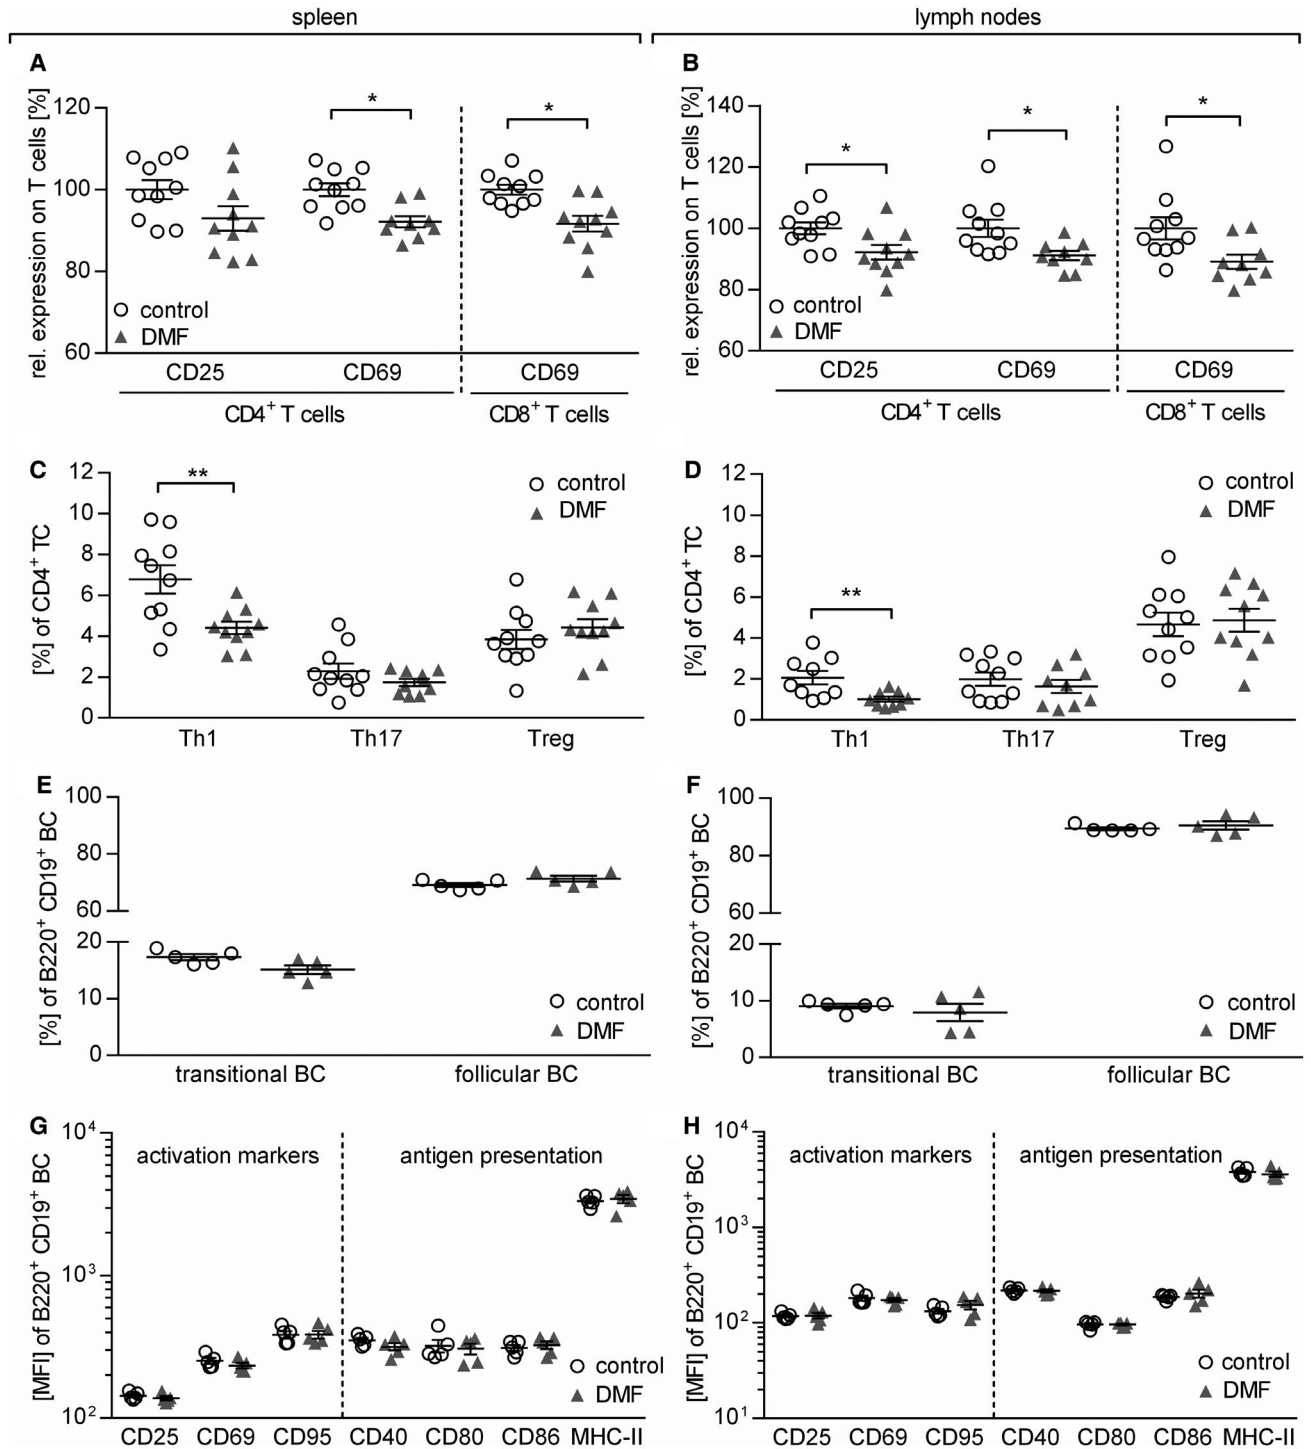 spleen
lymph nodes
A
rel. expression on T cells [%]
120
100
80
60
*
*
control
DMF
CD25
CD69
CD69
CD4⁺ T cells
CD8⁺ T cells
B
rel. expression on T cells [%]
140
120
100
80
60
*
*
*
control
DMF
CD25
CD69
CD69
CD4⁺ T cells
CD8⁺ T cells
C
[%] of CD4⁺ TC
12
10
8
6
4
2
0
**
control
DMF
Th1
Th17
Treg
D
[%] of CD4⁺ TC
12
10
8
6
4
2
0
**
control
DMF
Th1
Th17
Treg
E
[%] of B220⁺ CD19⁺ BC
100
80
60
20
10
0
control
DMF
transitional BC
follicular BC
F
[%] of B220⁺ CD19⁺ BC
100
80
60
20
10
0
control
DMF
transitional BC
follicular BC
G
[MFI] of B220⁺ CD19⁺ BC
10⁴
10³
10²
activation markers
antigen presentation
control
DMF
CD25
CD69
CD95
CD40
CD80
CD86
MHC-II
H
[MFI] of B220⁺ CD19⁺ BC
10⁴
10³
10²
10¹
activation markers
antigen presentation
control
DMF
CD25
CD69
CD95
CD40
CD80
CD86
MHC-II